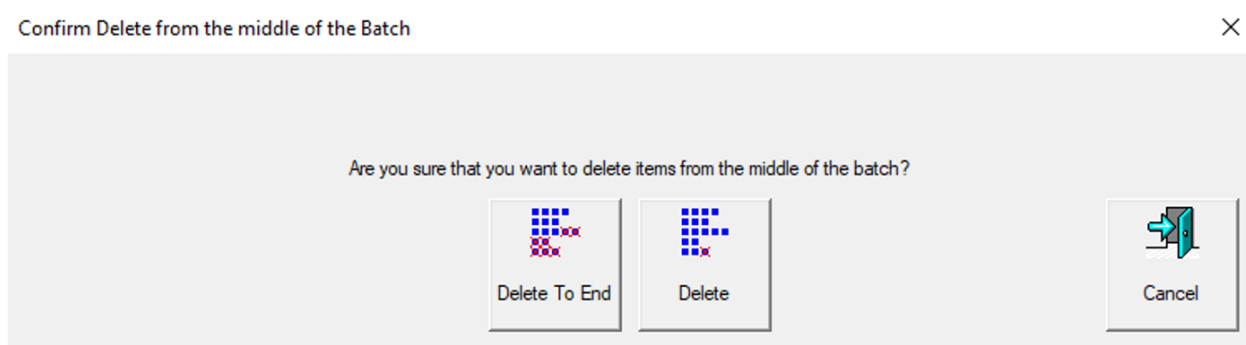 Confirm Delete from the middle of the Batch
Are you sure that you want to delete items from the middle of the batch?
Delete To End
Delete
Cancel